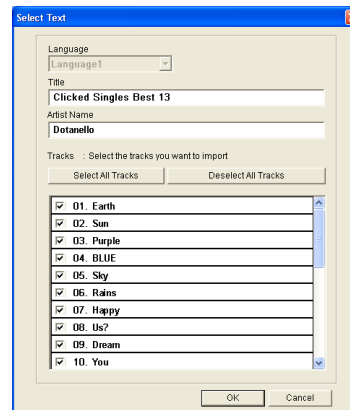 Select Text
Language
Language1
Title
Clicked Singles Best 13
Artist Name
Dotanello
Tracks : Select the tracks you want to import
Select All Tracks Deselect All Tracks
01. Earth
02. Sun
03. Purple
04. BLUE
05. Sky
06. Rains
07. Happy
08. Us?
09. Dream
10. You
OK Cancel